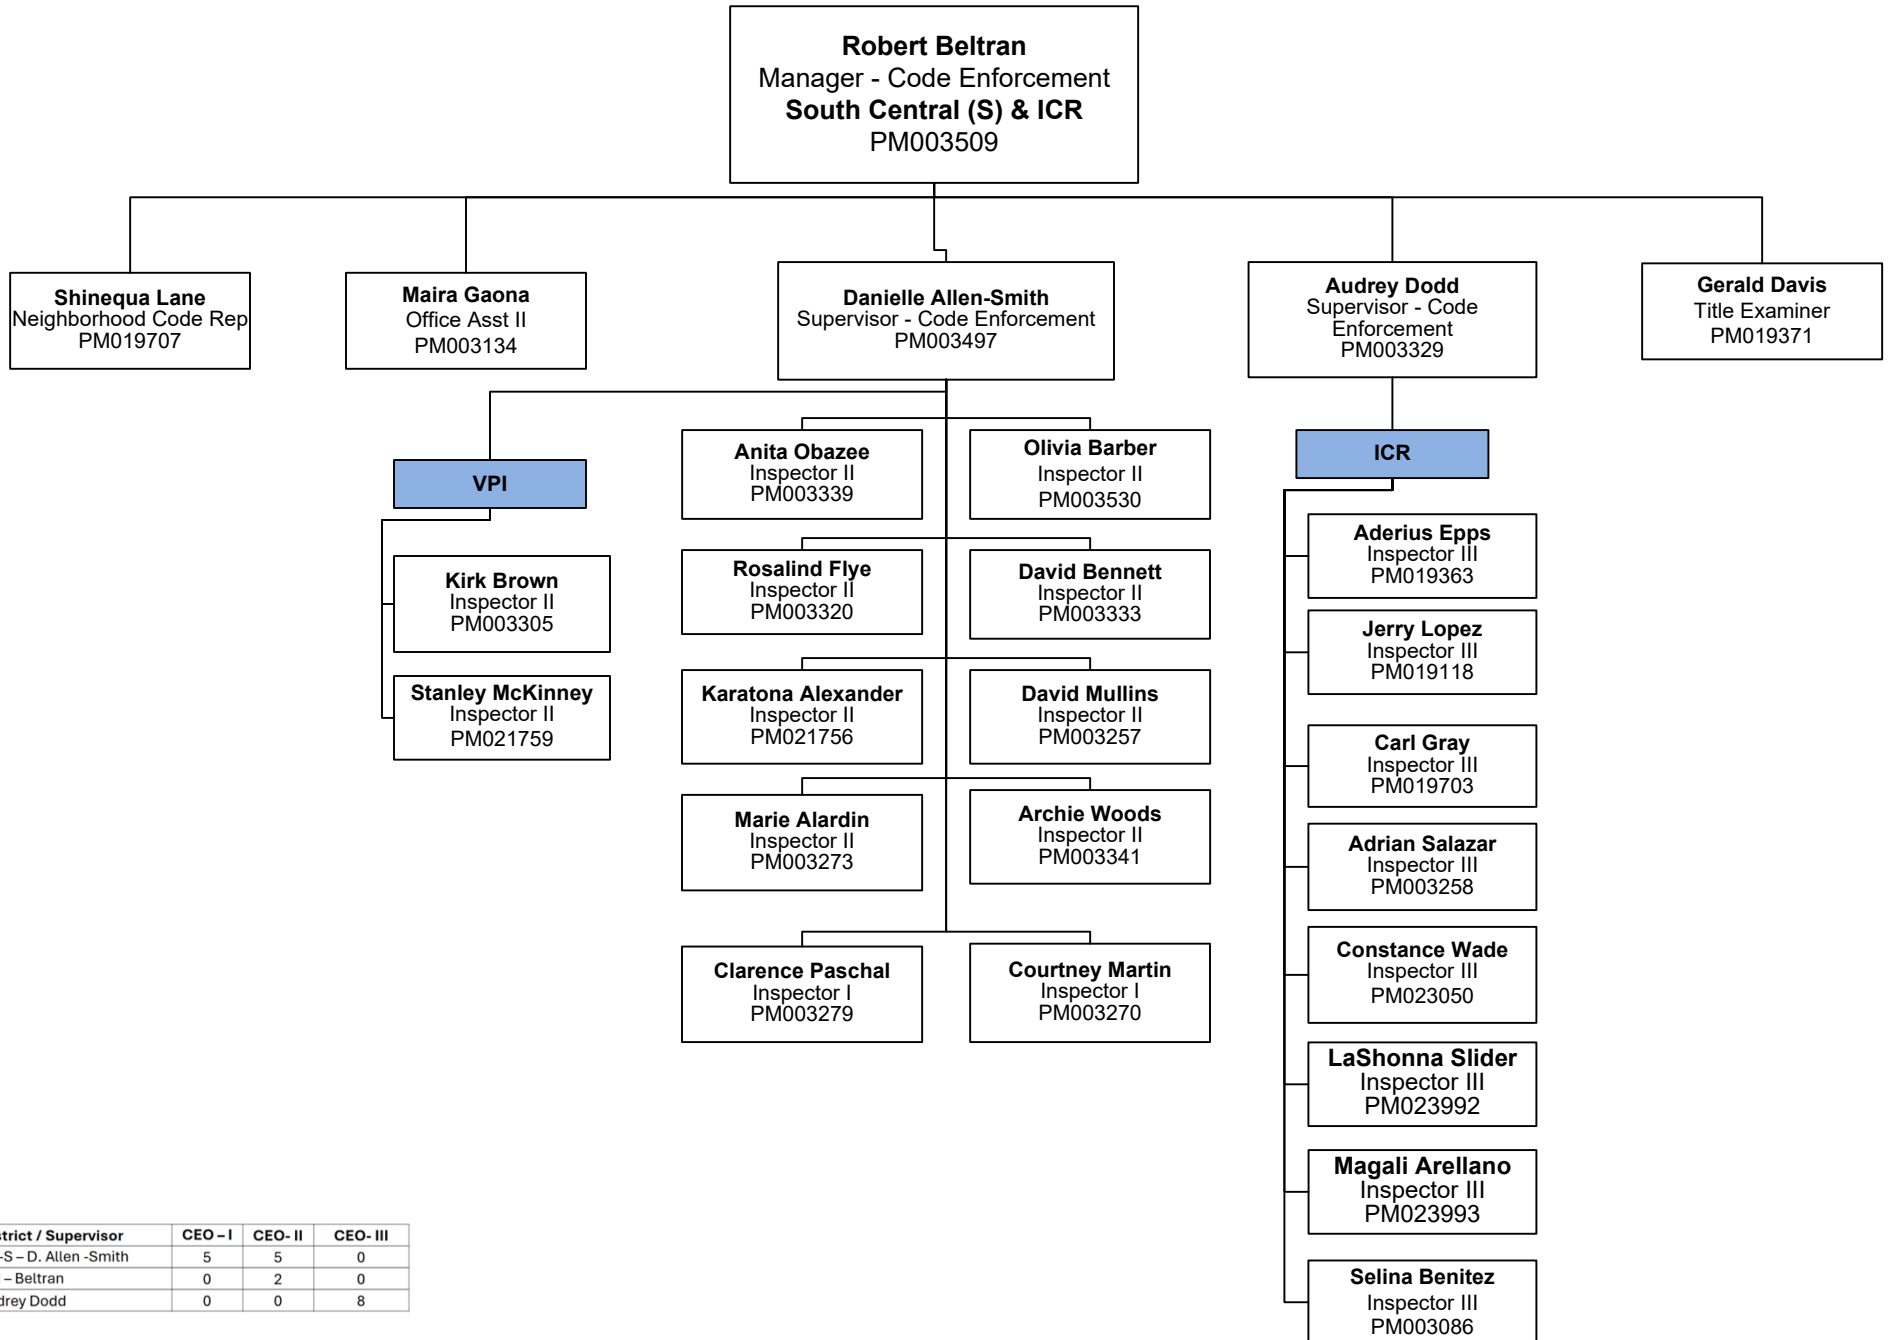 Robert Beltran
Manager - Code Enforcement
South Central (S) & ICR
PM003509
Shinequa Lane
Neighborhood Code Rep
PM019707
Maira Gaona
Office Asst II
PM003134
Danielle Allen-Smith
Supervisor - Code Enforcement
PM003497
Audrey Dodd
Supervisor - Code
Enforcement
PM003329
Gerald Davis
Title Examiner
PM019371
VPI
Kirk Brown
Inspector II
PM003305
Stanley McKinney
Inspector II
PM021759
Anita Obazee
Inspector II
PM003339
Olivia Barber
Inspector II
PM003530
Rosalind Flye
Inspector II
PM003320
David Bennett
Inspector II
PM003333
Karatona Alexander
Inspector II
PM021756
David Mullins
Inspector II
PM003257
Marie Alardin
Inspector II
PM003273
Archie Woods
Inspector II
PM003341
Clarence Paschal
Inspector I
PM003279
Courtney Martin
Inspector I
PM003270
ICR
Aderius Epps
Inspector III
PM019363
Jerry Lopez
Inspector III
PM019118
Carl Gray
Inspector III
PM019703
Adrian Salazar
Inspector III
PM003258
Constance Wade
Inspector III
PM023050
LaShonna Slider
Inspector III
PM023992
Magali Arellano
Inspector III
PM023993
Selina Benitez
Inspector III
PM003086
strict / Supervisor CEO – I CEO- II CEO- III
-S – D. Allen -Smith 5 5 0
– Beltran 0 2 0
drey Dodd 0 0 8